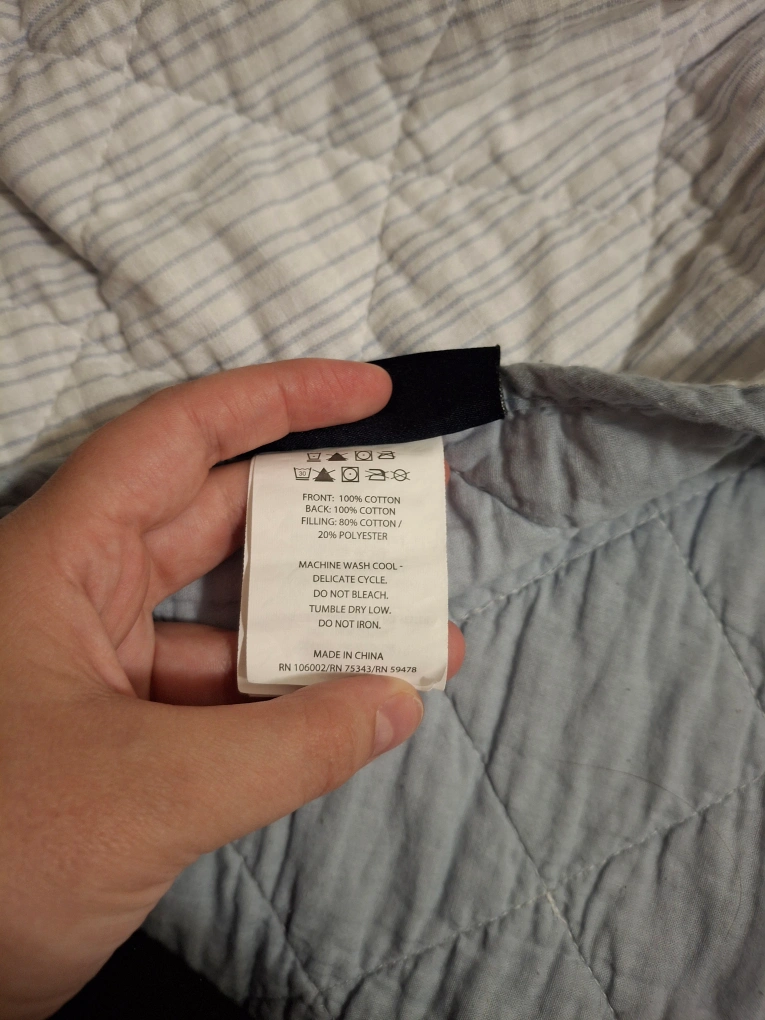 30
FRONT: 100% COTTON
BACK: 100% COTTON
FILLING: 80% COTTON /
20% POLYESTER
MACHINE WASH COOL -
DELICATE CYCLE.
DO NOT BLEACH.
TUMBLE DRY LOW.
DO NOT IRON.
MADE IN CHINA
RN 106002/RN 75343/RN 59478